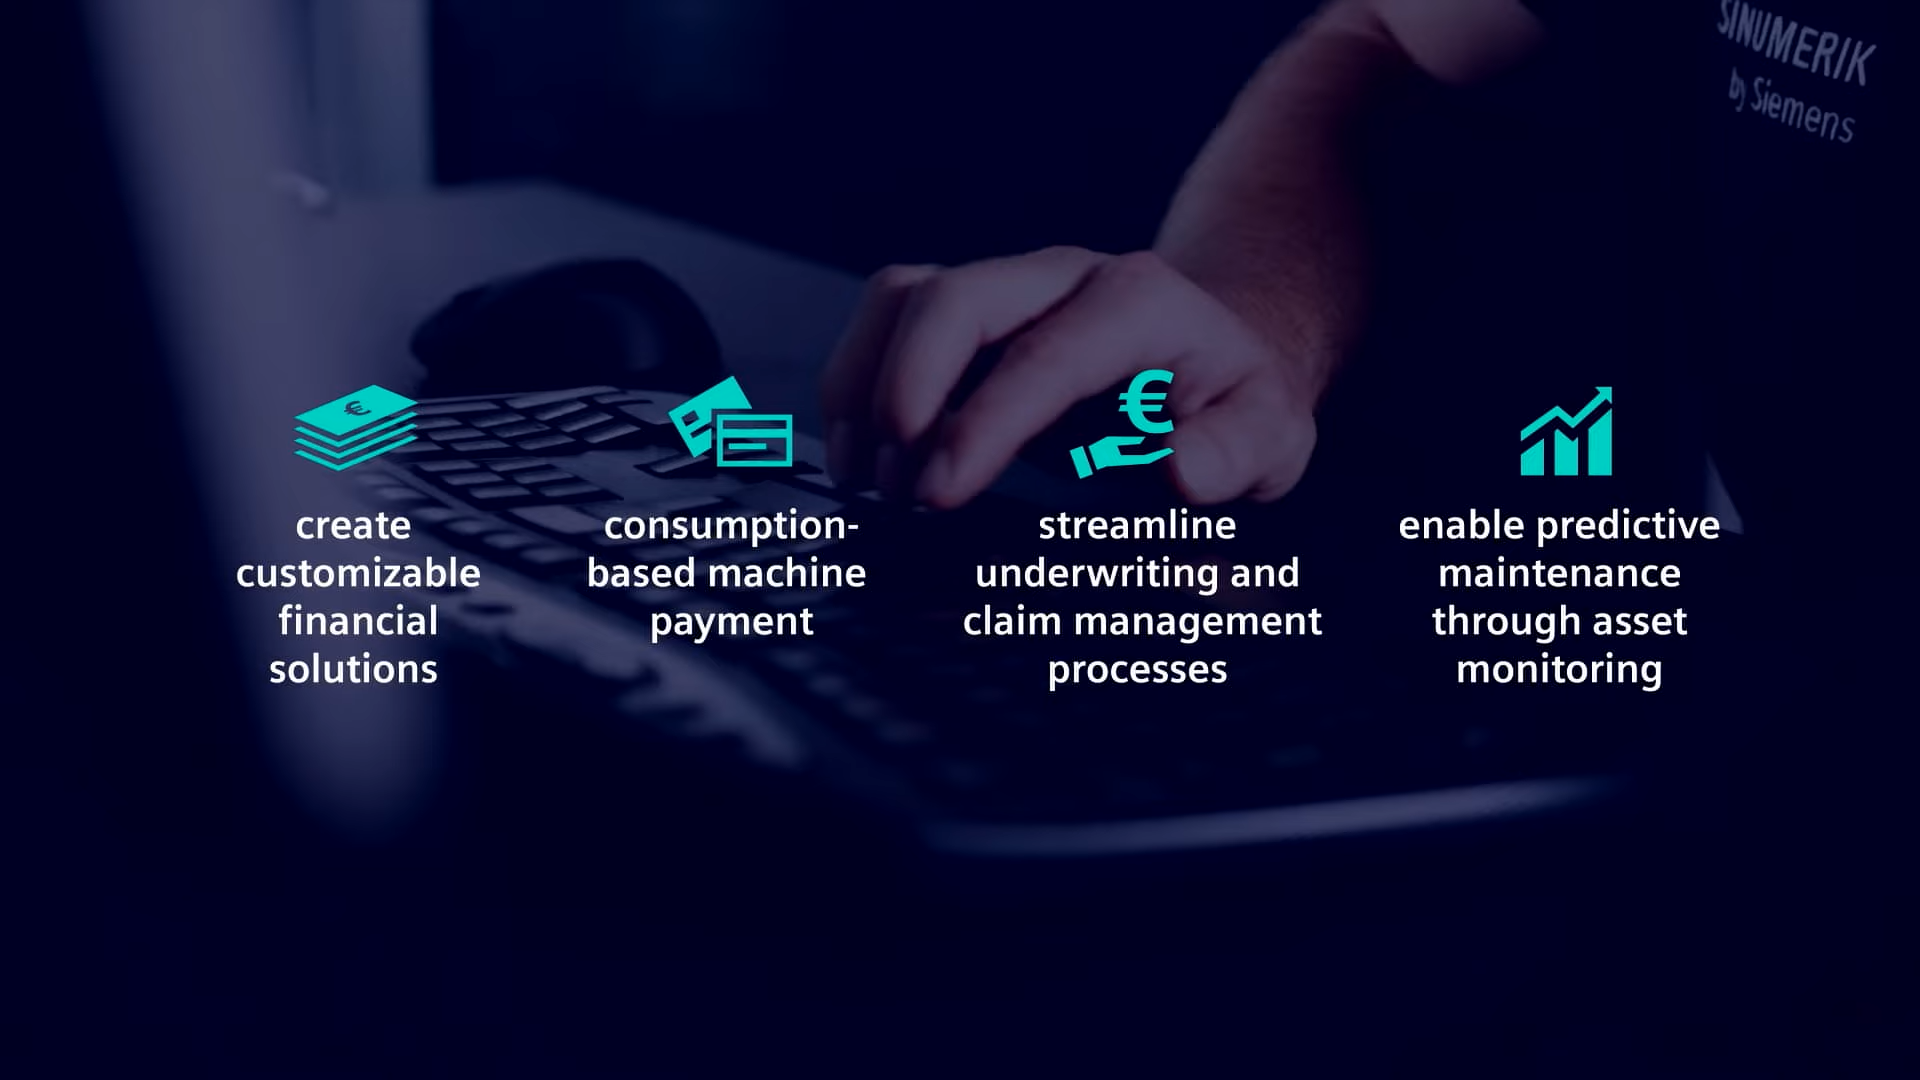 SINUMERIK
by Siemens
create
customizable
financial
solutions
consumption-
based machine
payment
streamline
underwriting and
claim management
processes
enable predictive
maintenance
through asset
monitoring